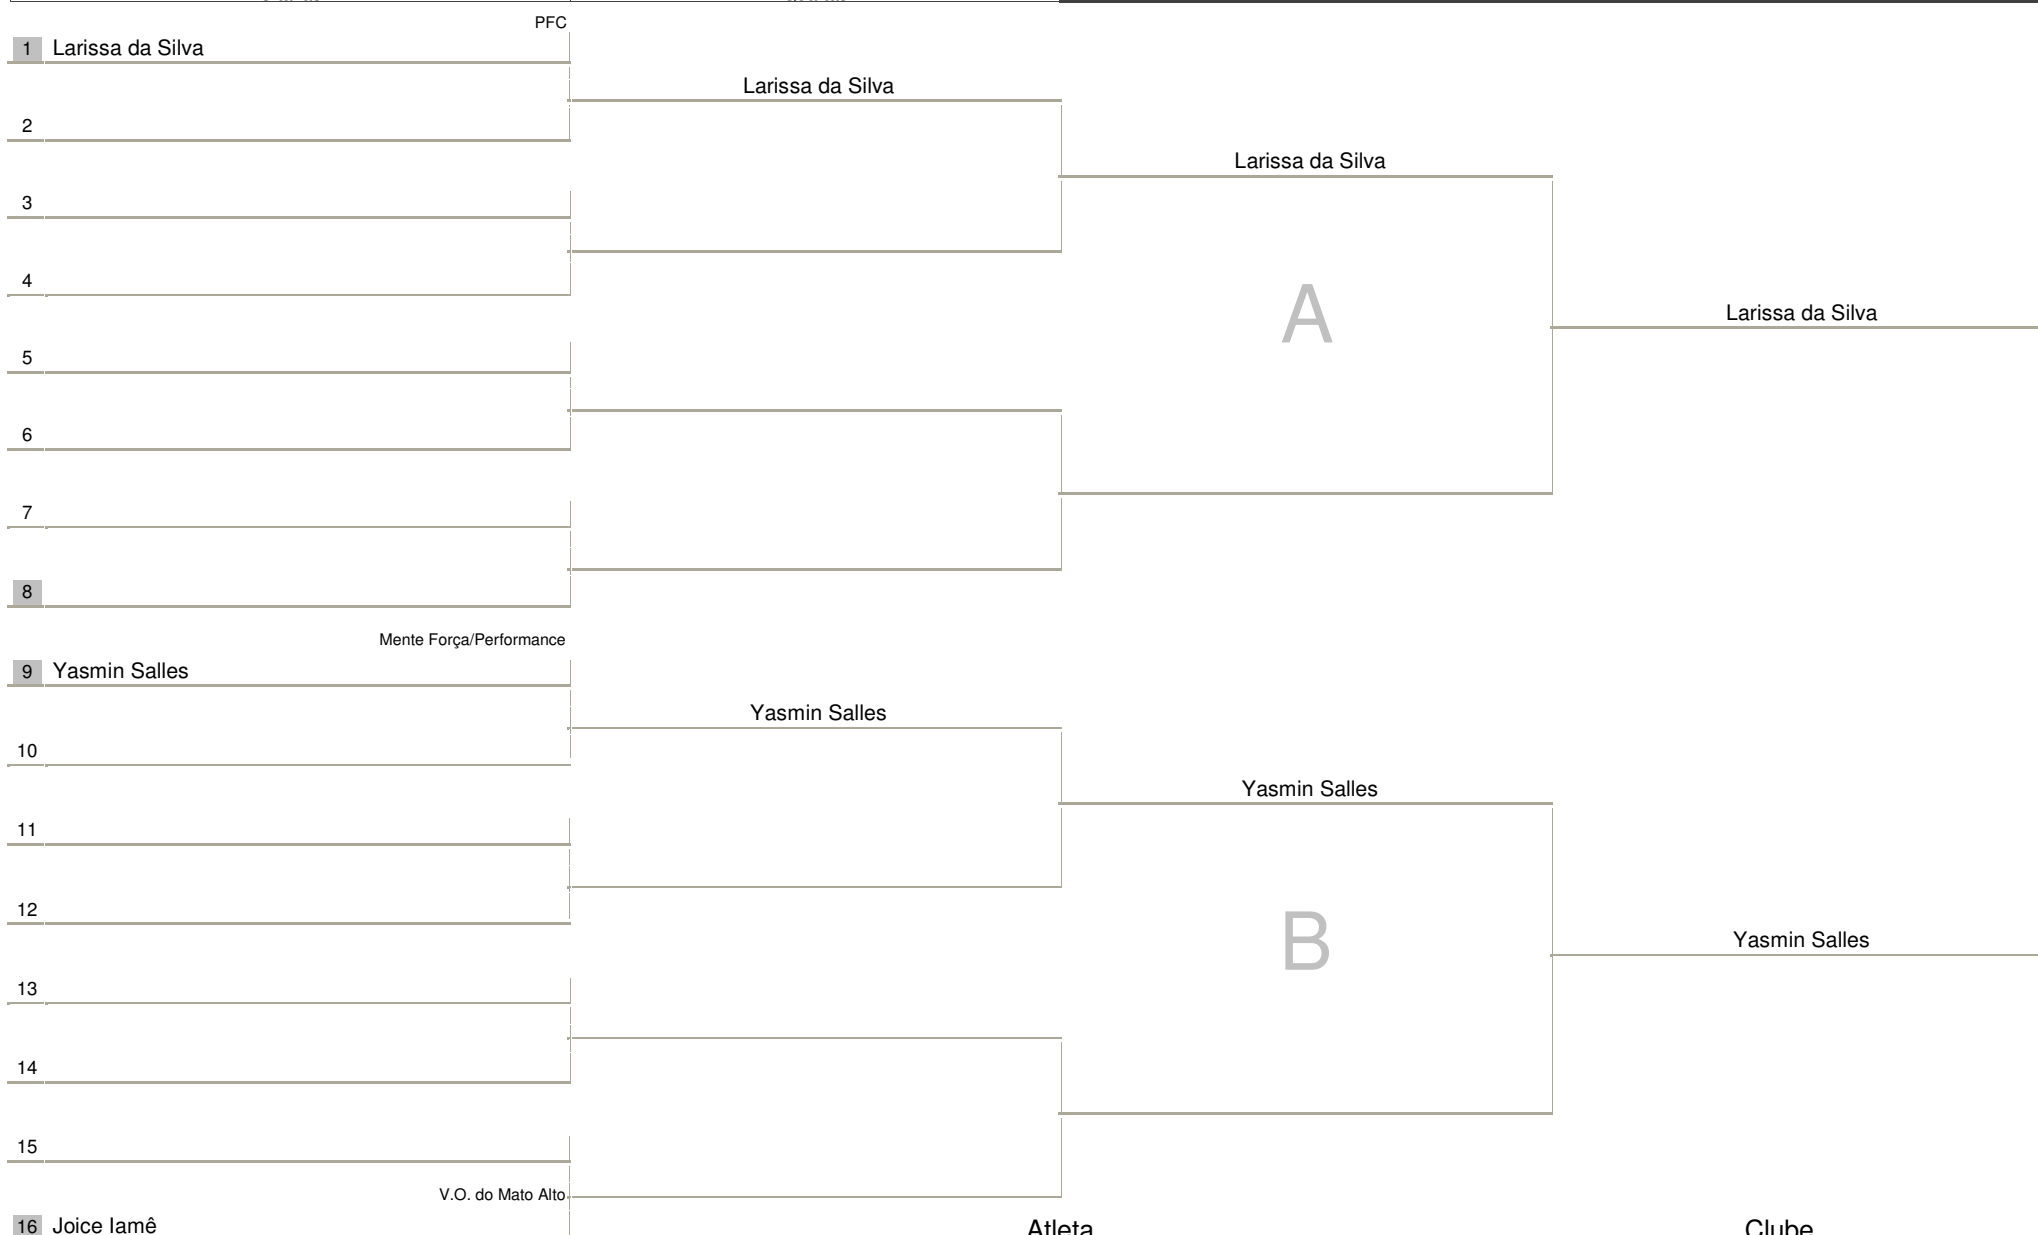 PFC
1 Larissa da Silva
Larissa da Silva
2
Larissa da Silva
3
4
A
Larissa da Silva
5
6
7
8
Mente Força/Performance
9 Yasmin Salles
Yasmin Salles
10
Yasmin Salles
11
12
B
Yasmin Salles
13
14
15
V.O. do Mato Alto
16 Joice Iamê
Atleta
Clube